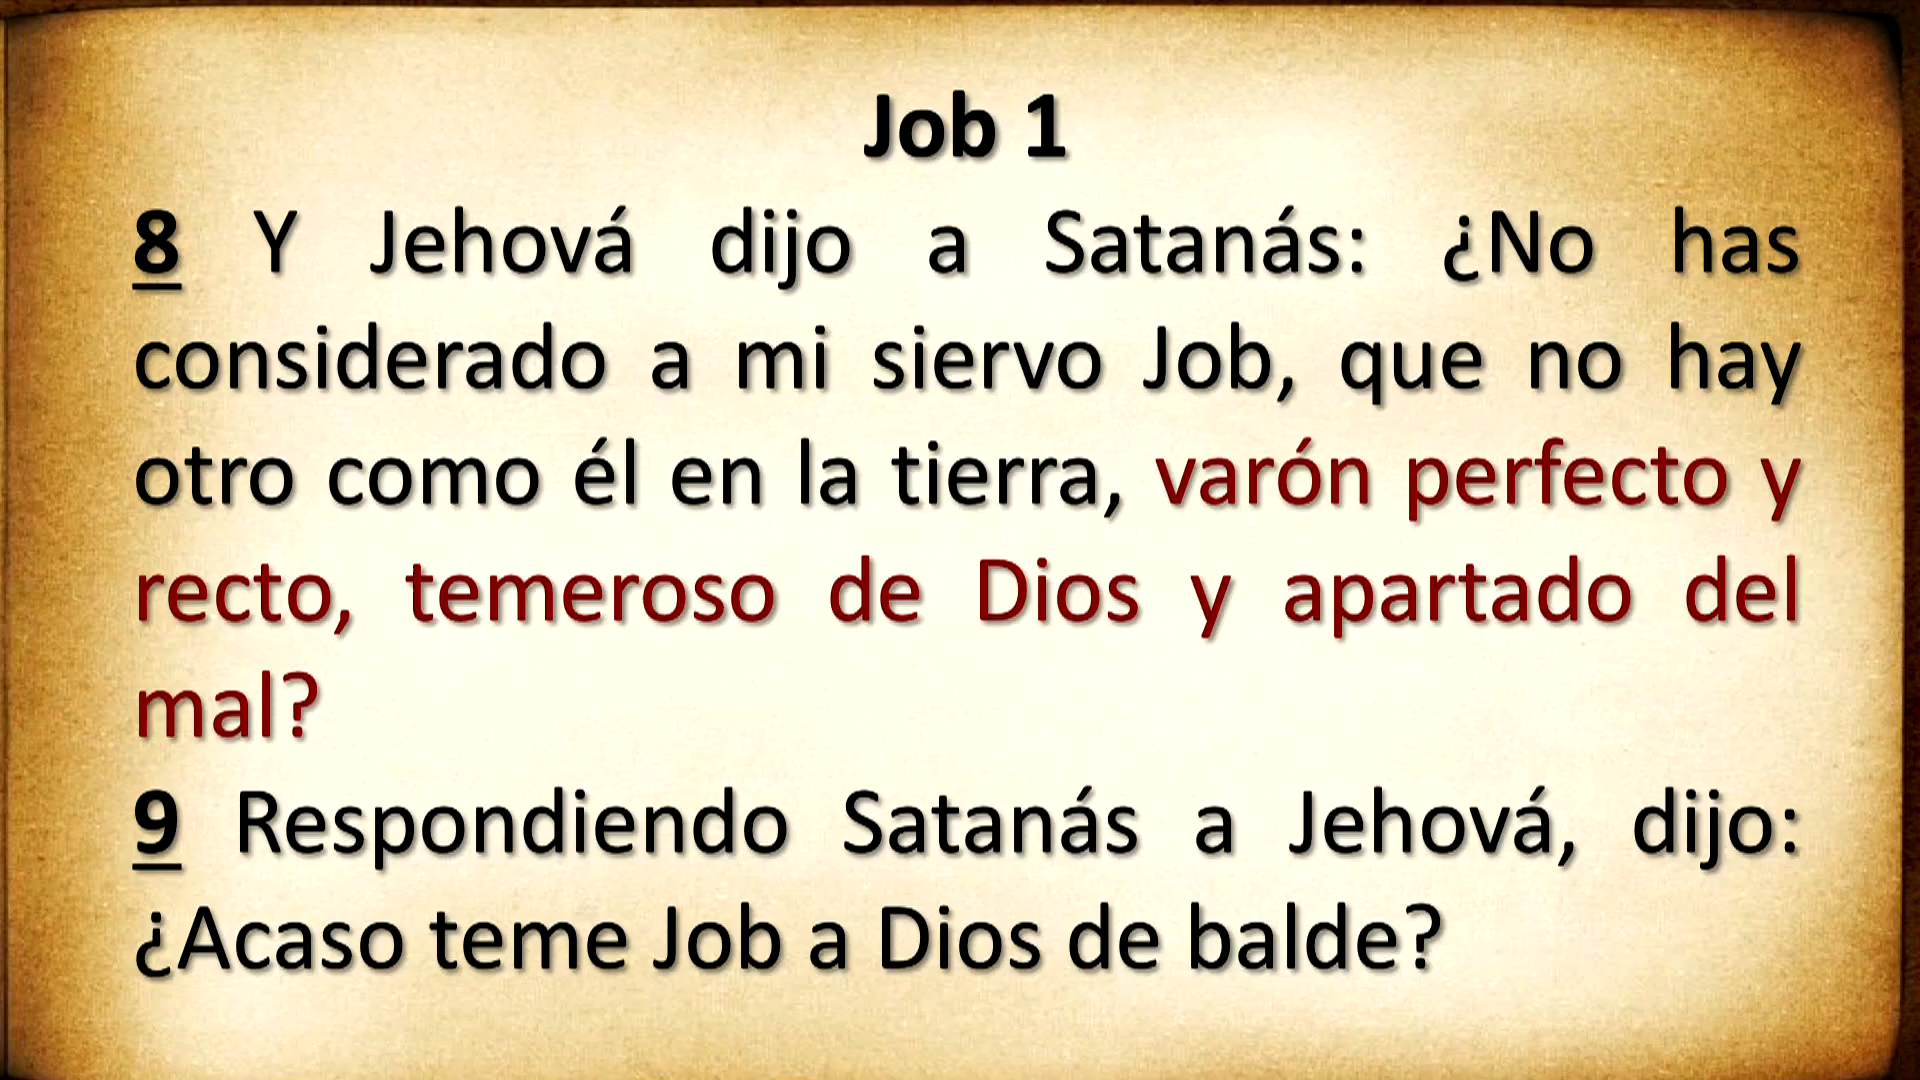 Job 1
8 Y Jehová dijo a Satanás: ¿No has
considerado a mi siervo Job, que no hay
otro como él en la tierra, varón perfecto y
recto, temeroso de Dios y apartado del
mal?
9 Respondiendo Satanás a Jehová, dijo:
¿Acaso teme Job a Dios de balde?